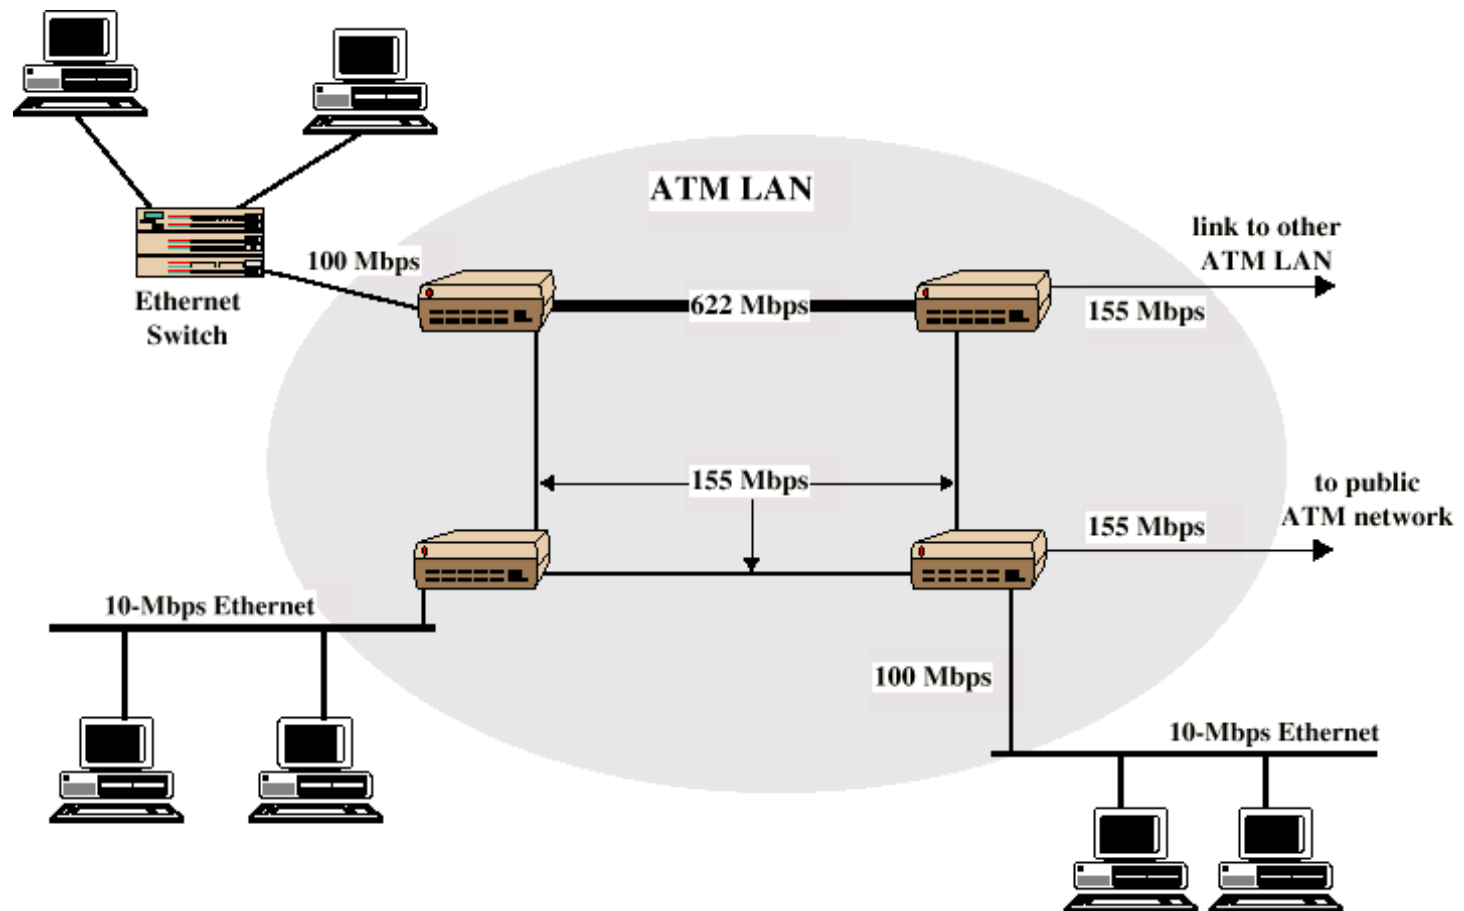 ATM LAN
link to other
ATM LAN
100 Mbps
Ethernet
Switch
622 Mbps
155 Mbps
155 Mbps
to public
ATM network
155 Mbps
10-Mbps Ethernet
100 Mbps
10-Mbps Ethernet